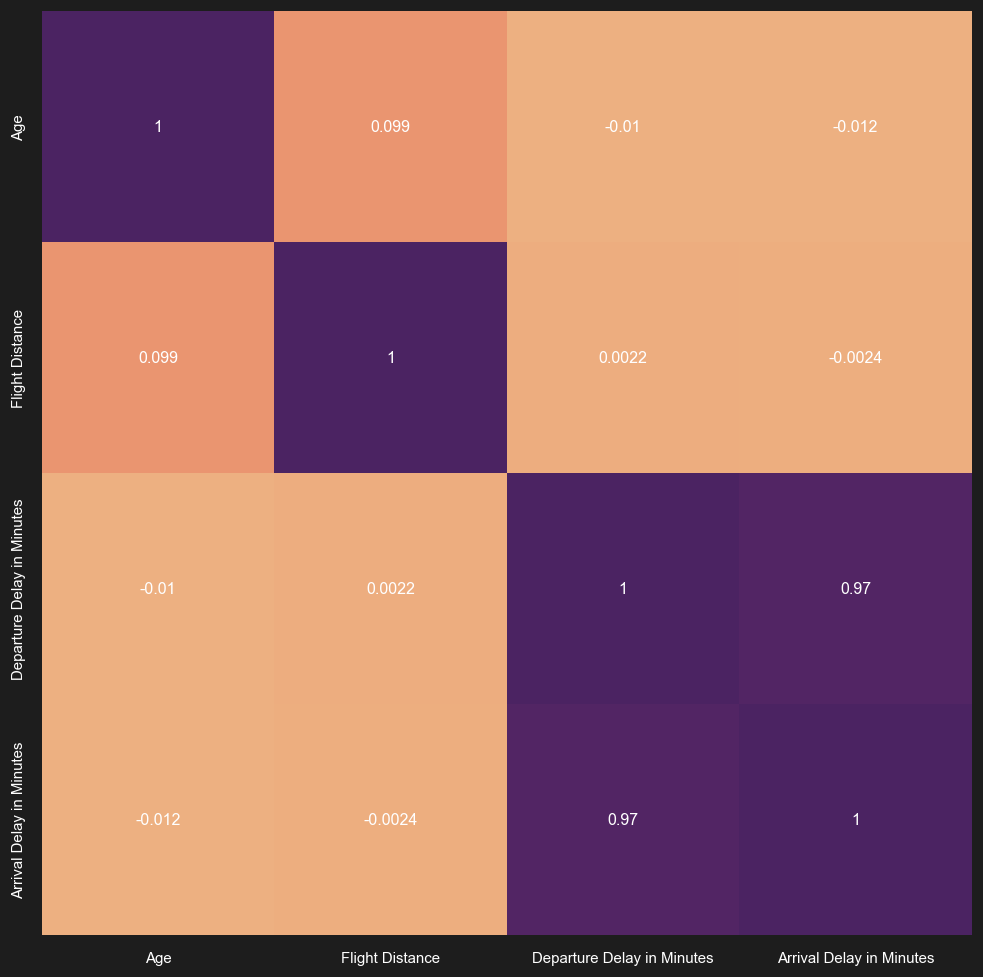 Age
1
0.099
-0.01
-0.012
Flight Distance
0.099
1
0.0022
-0.0024
Departure Delay in Minutes
-0.01
0.0022
1
0.97
Arrival Delay in Minutes
-0.012
-0.0024
0.97
1
Age
Flight Distance
Departure Delay in Minutes
Arrival Delay in Minutes